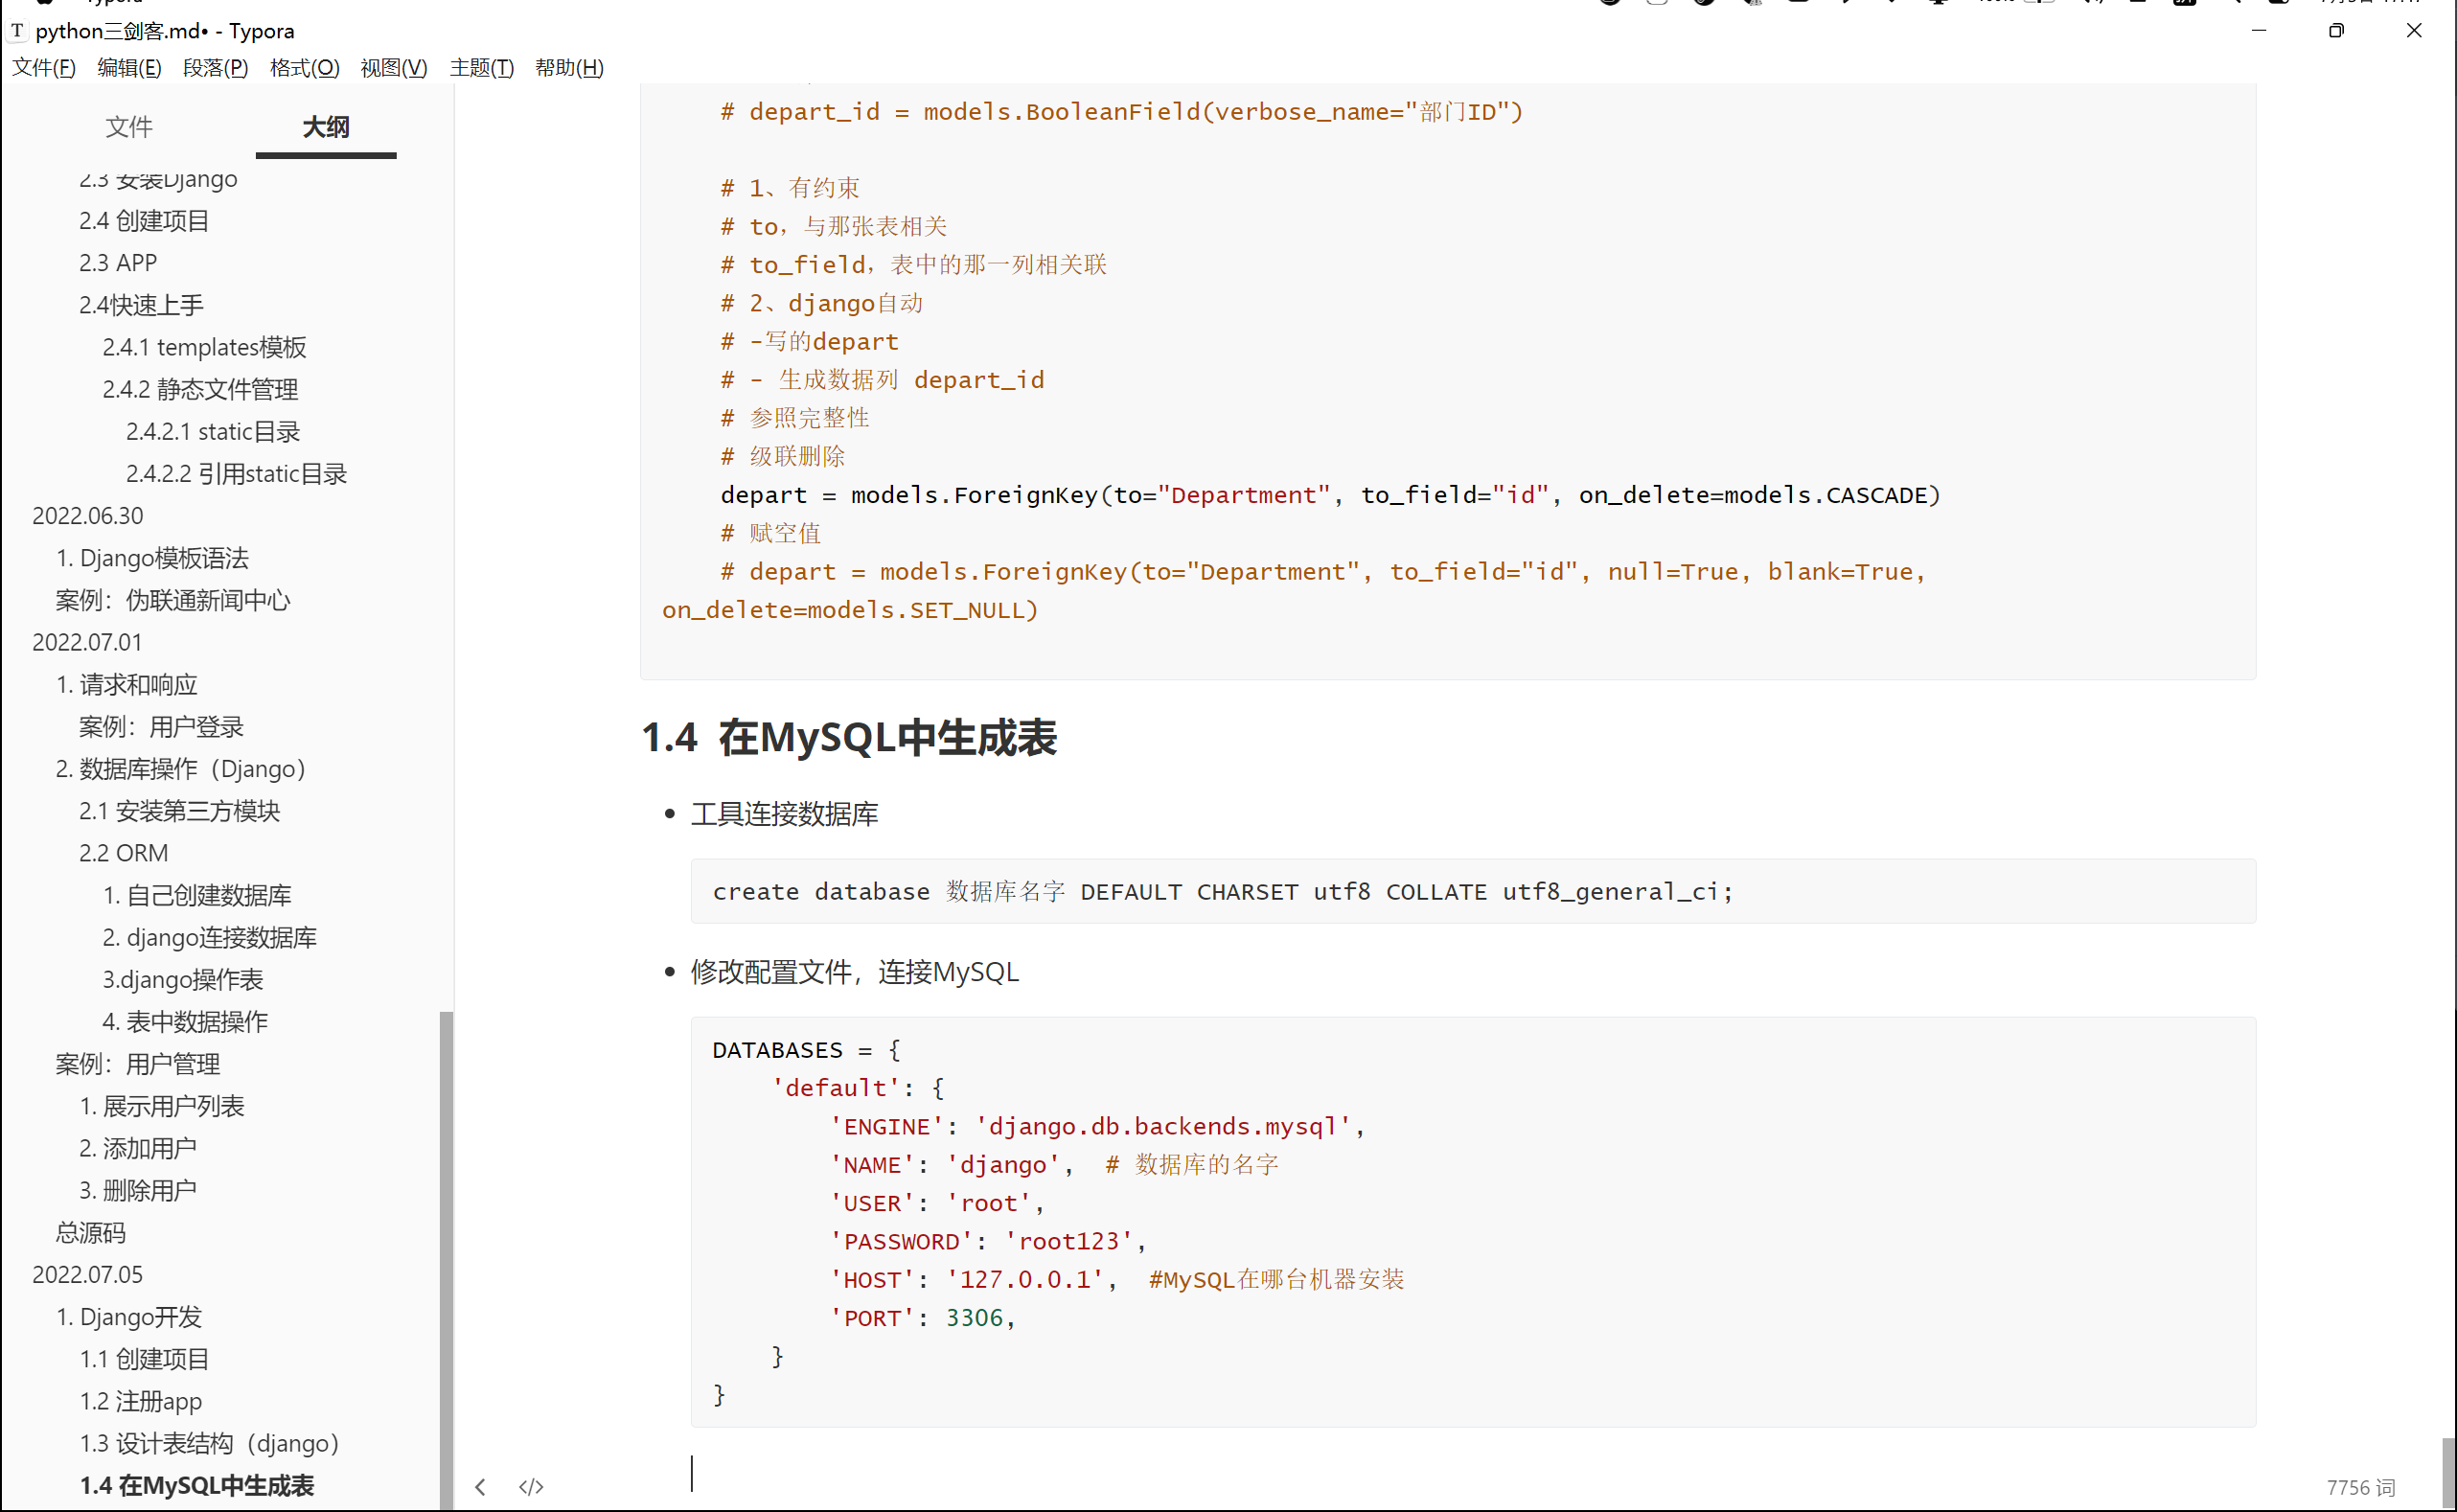 Typora
python三剑客.md• - Typora
文件(F) 编辑(E) 段落(P) 格式(O) 视图(V) 主题(T) 帮助(H)
文件 大纲
2.3 安装Django
2.4 创建项目
2.3 APP
2.4快速上手
2.4.1 templates模板
2.4.2 静态文件管理
2.4.2.1 static目录
2.4.2.2 引用static目录
2022.06.30
1. Django模板语法
案例：伪联通新闻中心
2022.07.01
1. 请求和响应
案例：用户登录
2. 数据库操作（Django）
2.1 安装第三方模块
2.2 ORM
1. 自己创建数据库
2. django连接数据库
3.django操作表
4. 表中数据操作
案例：用户管理
1. 展示用户列表
2. 添加用户
3. 删除用户
总源码
2022.07.05
1. Django开发
1.1 创建项目
1.2 注册app
1.3 设计表结构（django）
1.4 在MySQL中生成表
# depart_id = models.BooleanField(verbose_name="部门ID")
# 1、有约束
# to，与那张表相关
# to_field，表中的那一列相关联
# 2、django自动
# -写的depart
# - 生成数据列 depart_id
# 参照完整性
# 级联删除
depart = models.ForeignKey(to="Department", to_field="id", on_delete=models.CASCADE)
# 赋空值
# depart = models.ForeignKey(to="Department", to_field="id", null=True, blank=True,
on_delete=models.SET_NULL)
1.4 在MySQL中生成表
• 工具连接数据库
create database 数据库名字 DEFAULT CHARSET utf8 COLLATE utf8_general_ci;
• 修改配置文件，连接MySQL
DATABASES = {
'default': {
'ENGINE': 'django.db.backends.mysql',
'NAME': 'django', # 数据库的名字
'USER': 'root',
'PASSWORD': 'root123',
'HOST': '127.0.0.1', #MySQL在哪台机器安装
'PORT': 3306,
}
}
7756 词